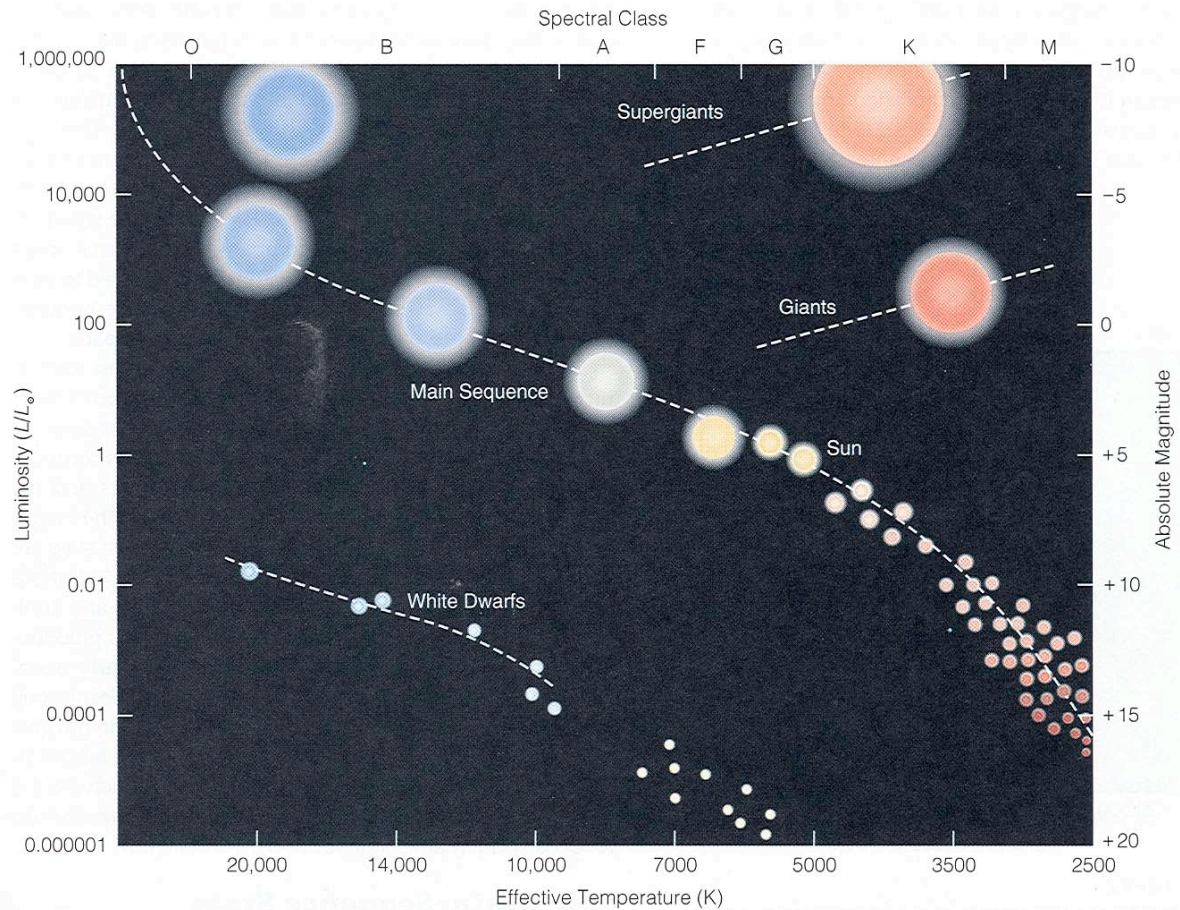 Spectral Class
O B A F G K M
1,000,000
10,000
100
1
0.01
0.0001
0.000001
Luminosity (L/L⊙)
Supergiants
Giants
Main Sequence
Sun
White Dwarfs
−10
−5
0
+5
+10
+15
+20
Absolute Magnitude
20,000 14,000 10,000 7000 5000 3500 2500
Effective Temperature (K)